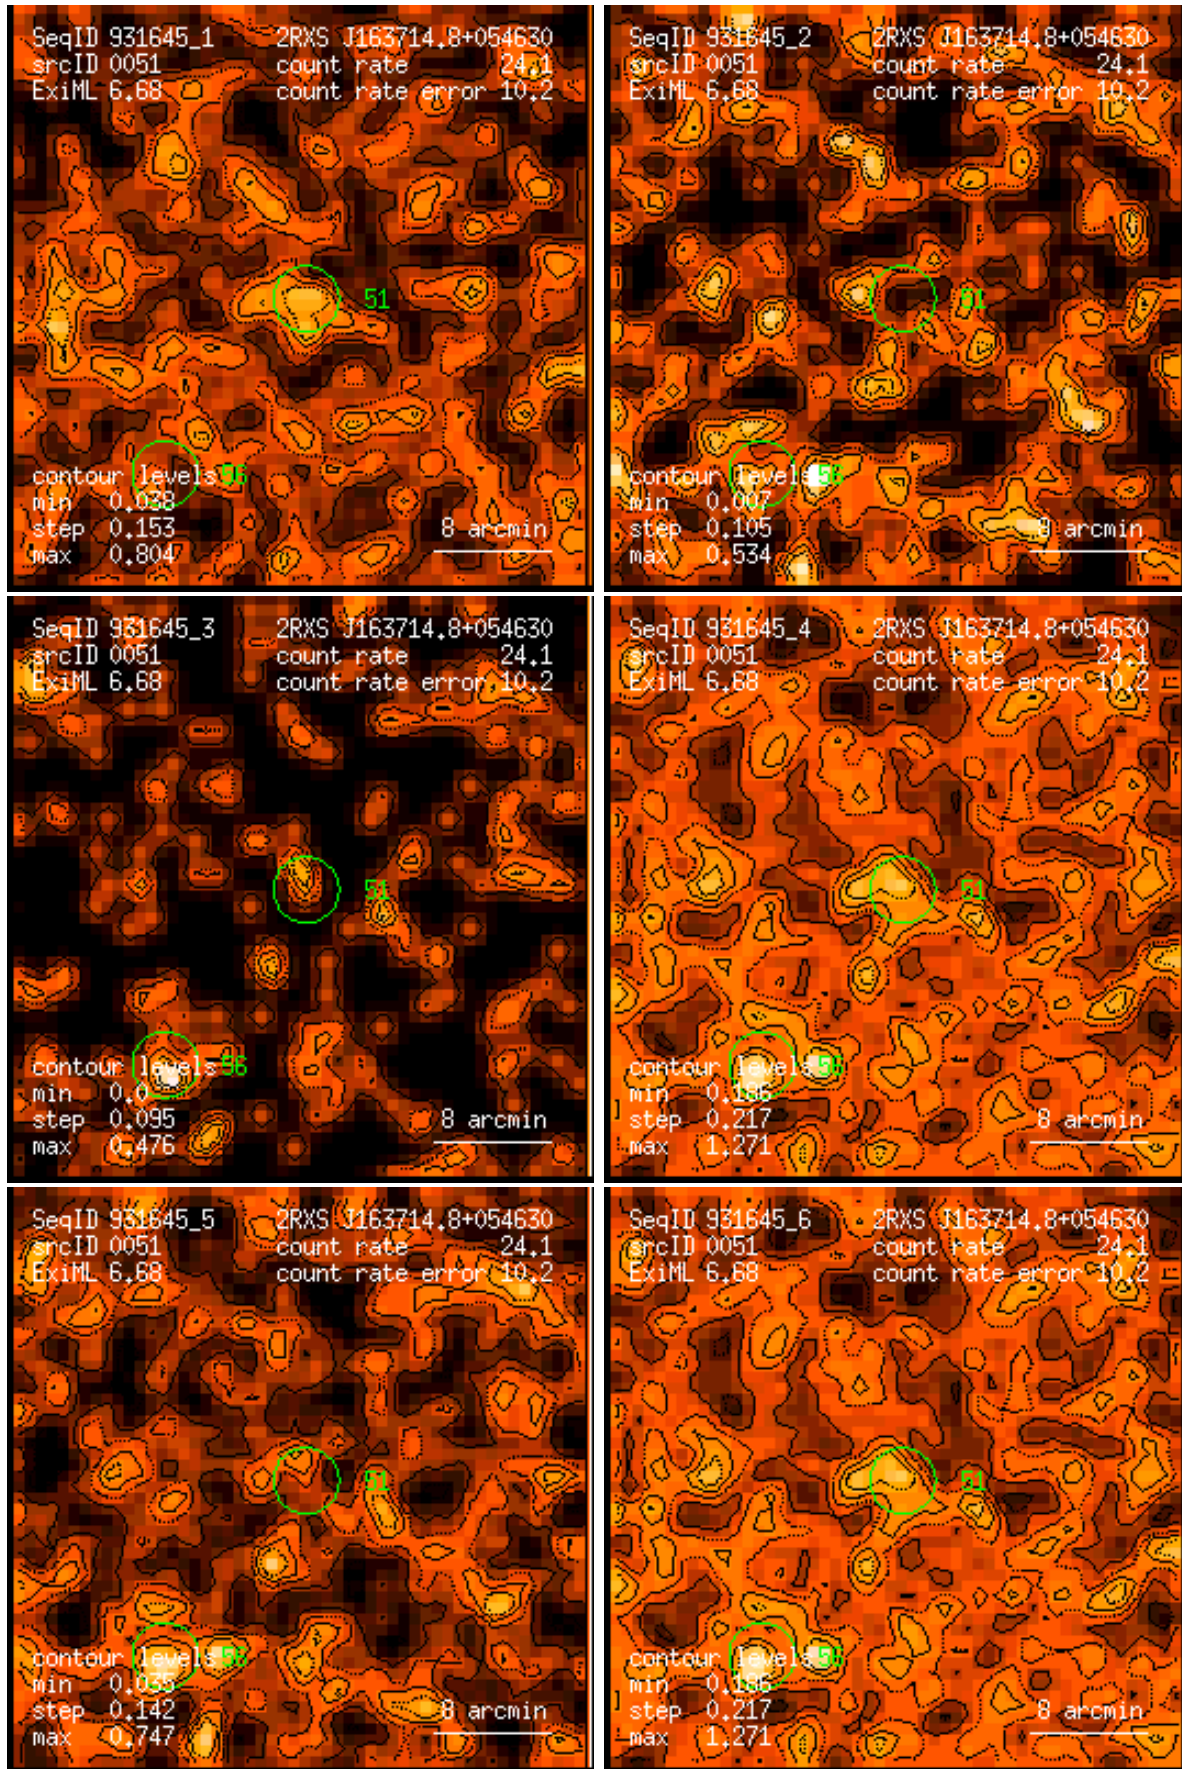 SeqID 931645_1 2RXS J163714.8+054630
srcID 0051 count rate 24.1
ExiML 6.68 count rate error 10.2
51
contour levels 56
min 0.038
step 0.153 8 arcmin
max 0.804
SeqID 931645_2 2RXS J163714.8+054630
srcID 0051 count rate 24.1
ExiML 6.68 count rate error 10.2
51
contour levels 56
min 0.007
step 0.105 8 arcmin
max 0.534
SeqID 931645_3 2RXS J163714.8+054630
srcID 0051 count rate 24.1
ExiML 6.68 count rate error 10.2
51
contour levels 56
min 0.0
step 0.095 8 arcmin
max 0.476
SeqID 931645_4 2RXS J163714.8+054630
srcID 0051 count rate 24.1
ExiML 6.68 count rate error 10.2
51
contour levels 56
min 0.186
step 0.217 8 arcmin
max 1.271
SeqID 931645_5 2RXS J163714.8+054630
srcID 0051 count rate 24.1
ExiML 6.68 count rate error 10.2
51
contour levels 56
min 0.035
step 0.142 8 arcmin
max 0.747
SeqID 931645_6 2RXS J163714.8+054630
srcID 0051 count rate 24.1
ExiML 6.68 count rate error 10.2
51
contour levels 56
min 0.186
step 0.217 8 arcmin
max 1.271